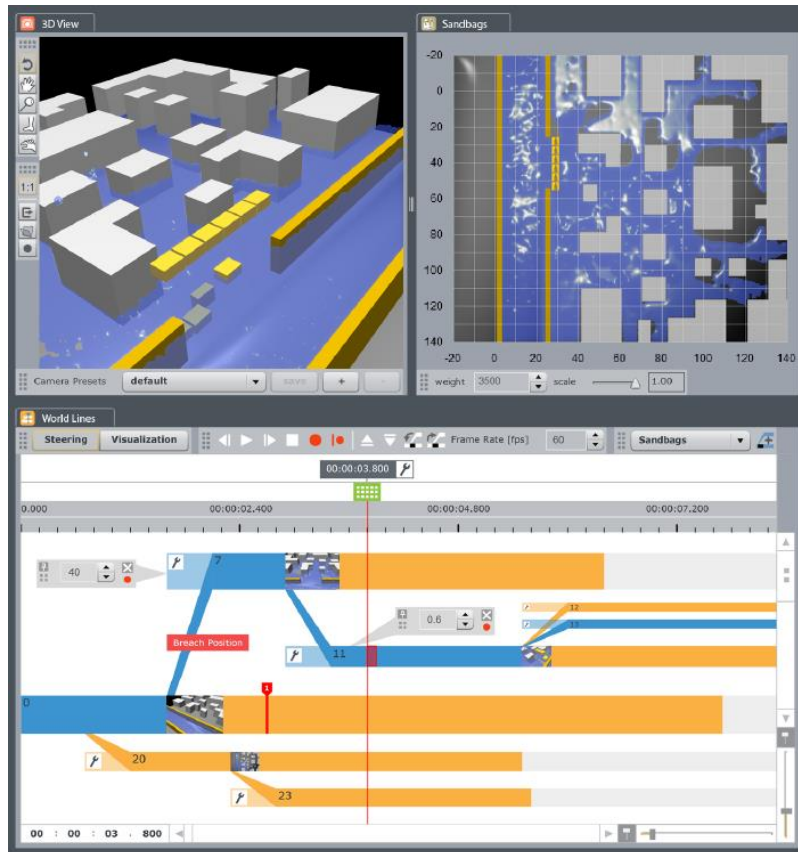 3D View
1:1
Camera Presets default save + -
Sandbags
-20
0
20
40
60
80
100
120
140
-20 0 20 40 60 80 100 120 140
weight 3500 scale 1.00
World Lines
Steering Visualization Frame Rate [fps] 60 Sandbags
00:00:03.800
0.000 00:00:02.400 00:00:04.800 00:00:07.200
40
7
12
0.6
13
Breach Position
11
1
0
20
23
00 : 00 : 03 . 800